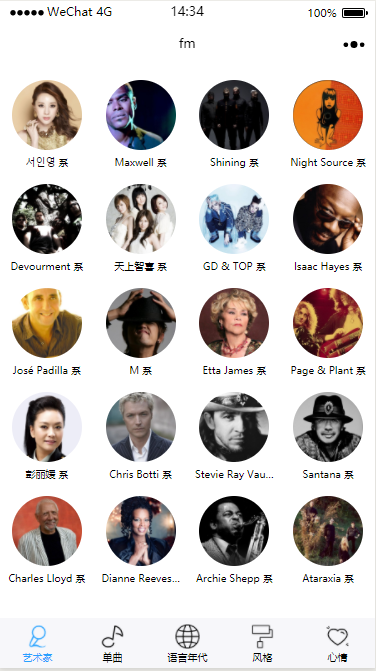 WeChat 4G 14:34 100%
fm
서인영 系 Maxwell 系 Shining 系 Night Source 系
Devourment 系 天上智喜 系 GD & TOP 系 Isaac Hayes 系
José Padilla 系 M 系 Etta James 系 Page & Plant 系
彭丽媛 系 Chris Botti 系 Stevie Ray Vau... Santana 系
Charles Lloyd 系 Dianne Reeves... Archie Shepp 系 Ataraxia 系
艺术家 单曲 语言年代 风格 心情